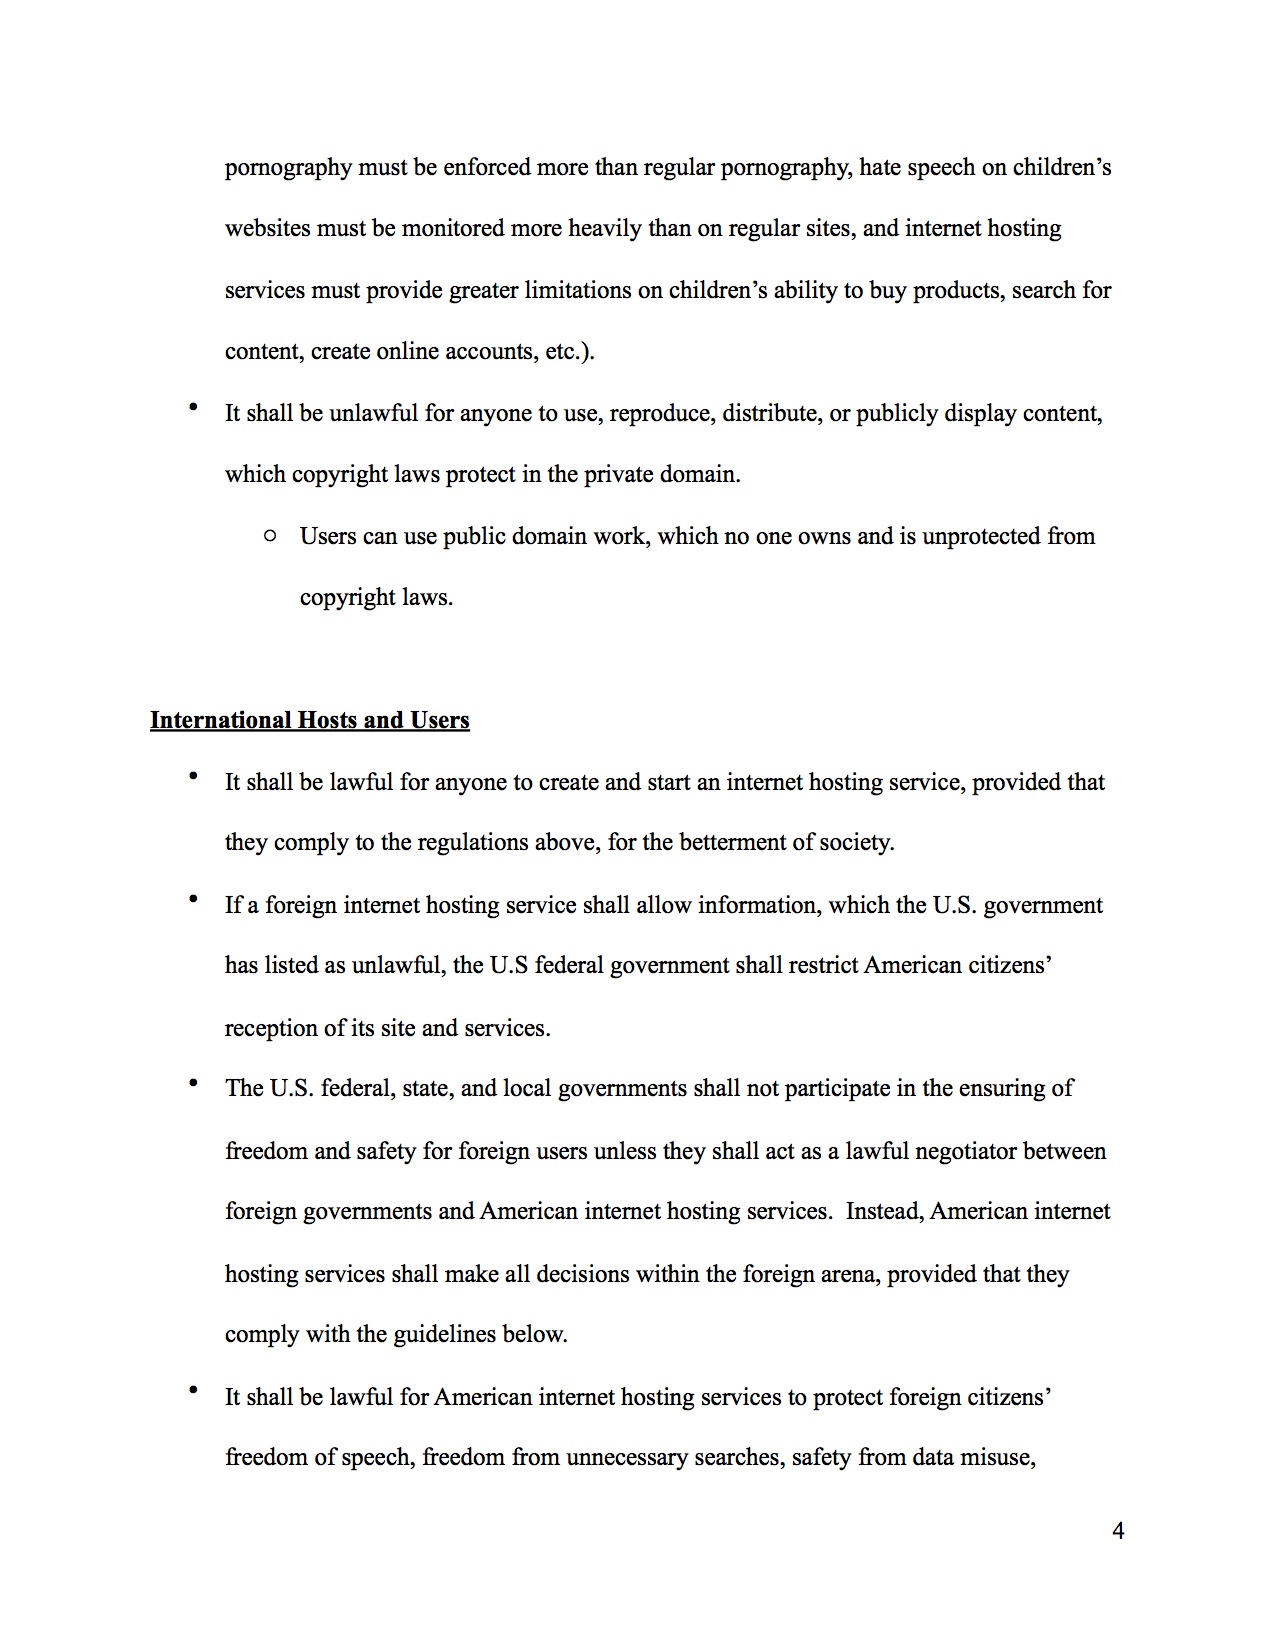 pornography must be enforced more than regular pornography, hate speech on children’s
websites must be monitored more heavily than on regular sites, and internet hosting
services must provide greater limitations on children’s ability to buy products, search for
content, create online accounts, etc.).
• It shall be unlawful for anyone to use, reproduce, distribute, or publicly display content,
which copyright laws protect in the private domain.
○ Users can use public domain work, which no one owns and is unprotected from
copyright laws.
International Hosts and Users
• It shall be lawful for anyone to create and start an internet hosting service, provided that
they comply to the regulations above, for the betterment of society.
• If a foreign internet hosting service shall allow information, which the U.S. government
has listed as unlawful, the U.S federal government shall restrict American citizens’
reception of its site and services.
• The U.S. federal, state, and local governments shall not participate in the ensuring of
freedom and safety for foreign users unless they shall act as a lawful negotiator between
foreign governments and American internet hosting services.  Instead, American internet
hosting services shall make all decisions within the foreign arena, provided that they
comply with the guidelines below.
• It shall be lawful for American internet hosting services to protect foreign citizens’
freedom of speech, freedom from unnecessary searches, safety from data misuse,
4